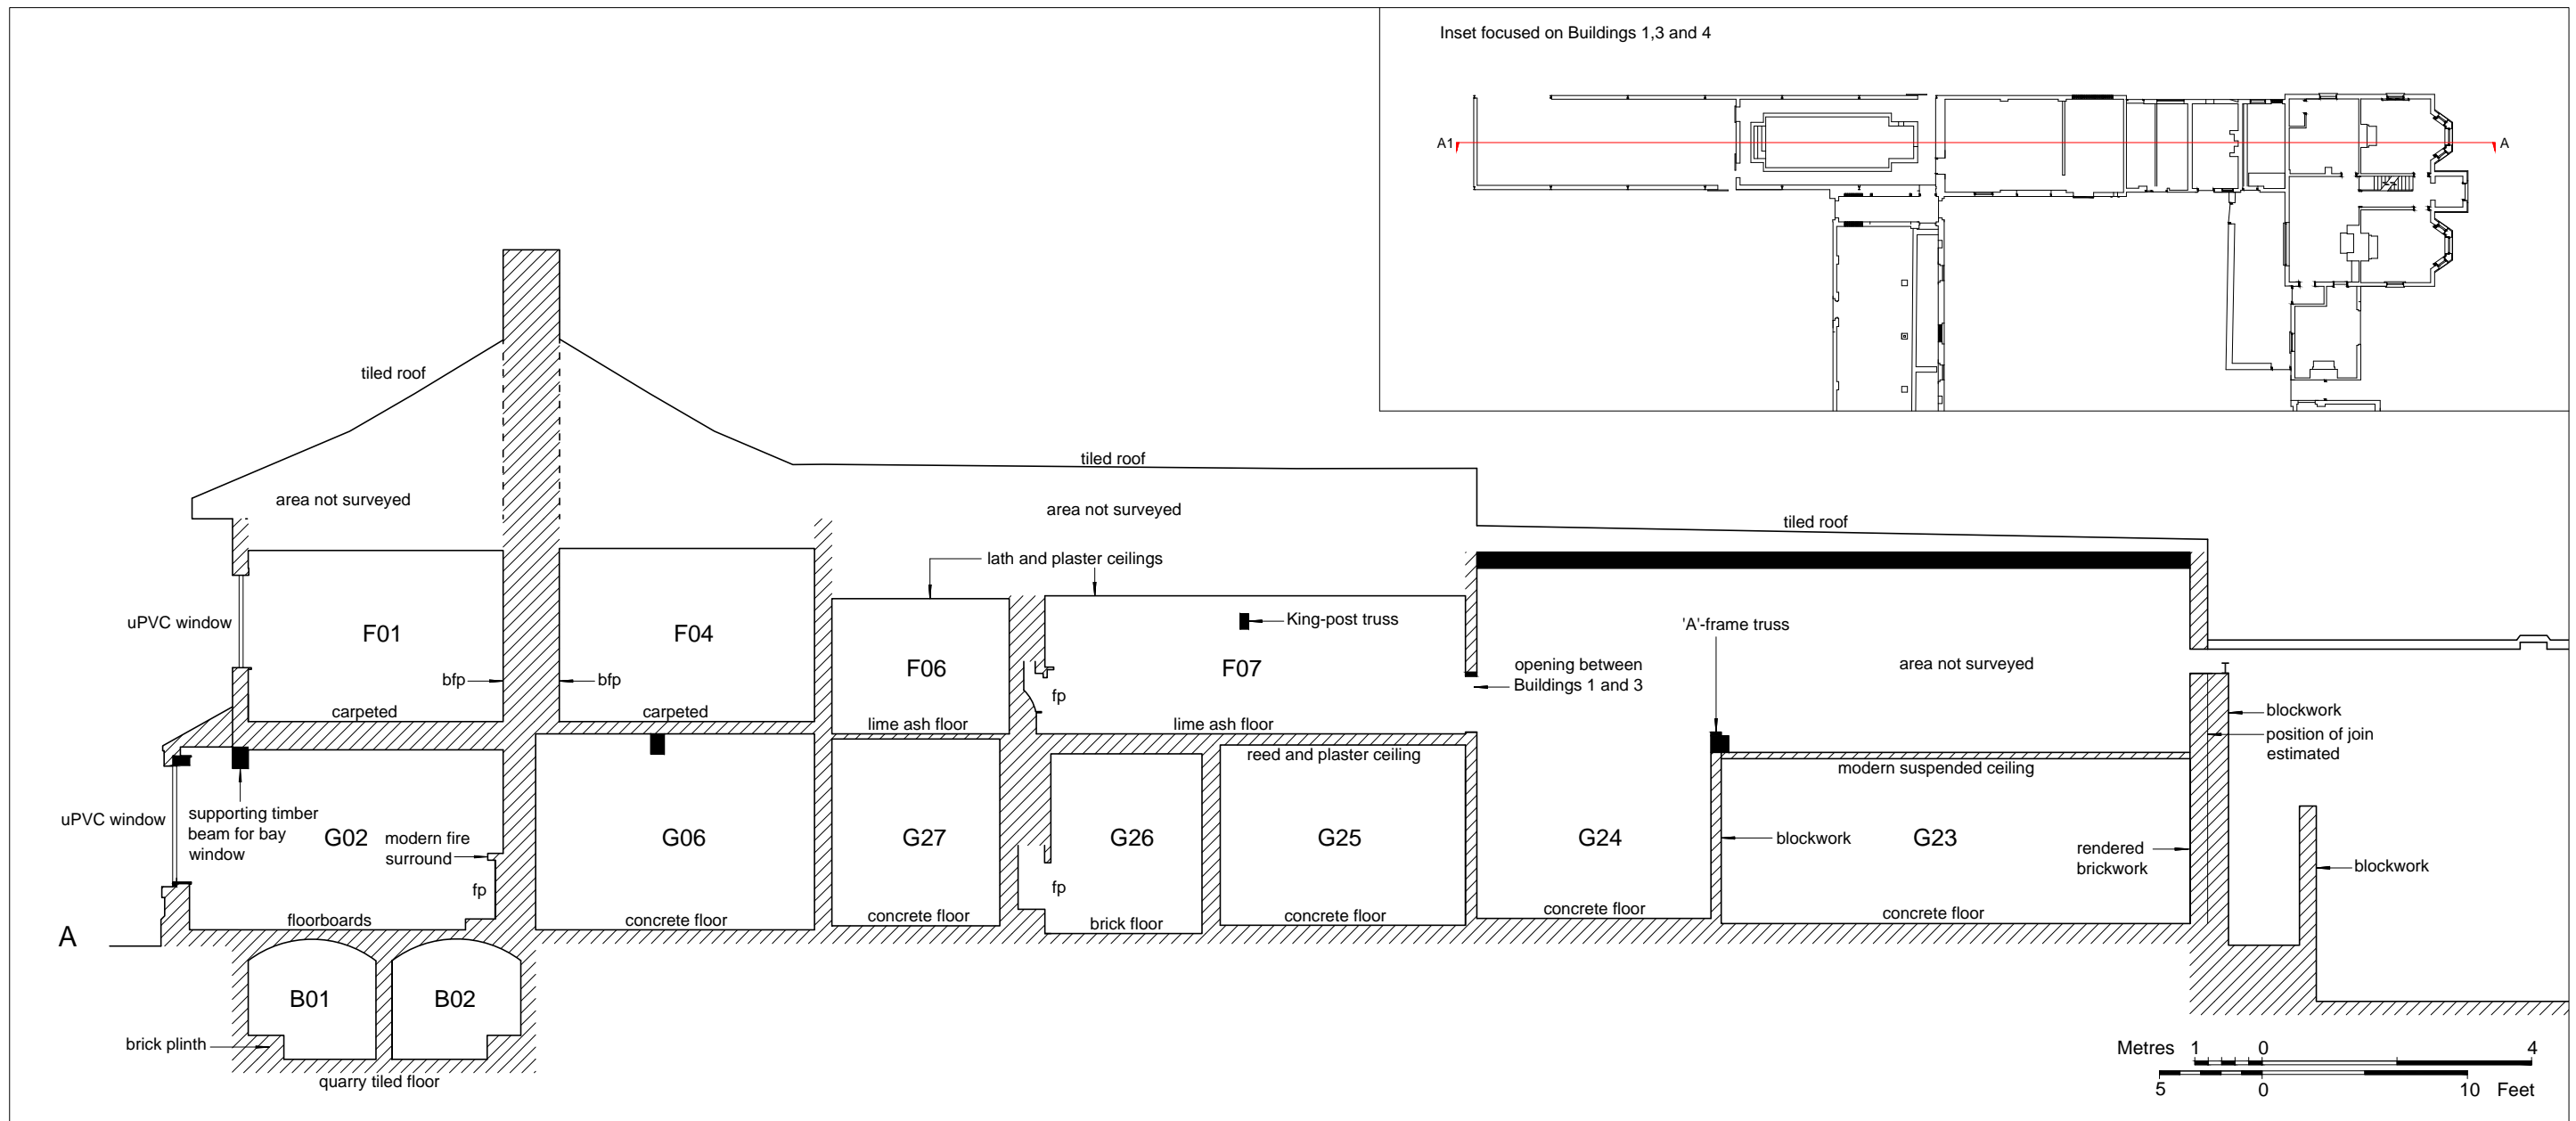 Inset focused on Buildings 1,3 and 4
A1
A
tiled roof
tiled roof
area not surveyed
area not surveyed
tiled roof
lath and plaster ceilings
uPVC window
F01
F04
F06
F07
King-post truss
'A'-frame truss
area not surveyed
opening between
Buildings 1 and 3
bfp
bfp
fp
carpeted
carpeted
lime ash floor
lime ash floor
blockwork
position of join
estimated
reed and plaster ceiling
modern suspended ceiling
uPVC window
supporting timber
beam for bay
window
G02
modern fire
surround
fp
G06
G27
G26
fp
G25
G24
blockwork
G23
rendered
brickwork
blockwork
floorboards
concrete floor
concrete floor
brick floor
concrete floor
concrete floor
concrete floor
A
B01
B02
brick plinth
quarry tiled floor
Metres 1 0 4
5 0 10 Feet